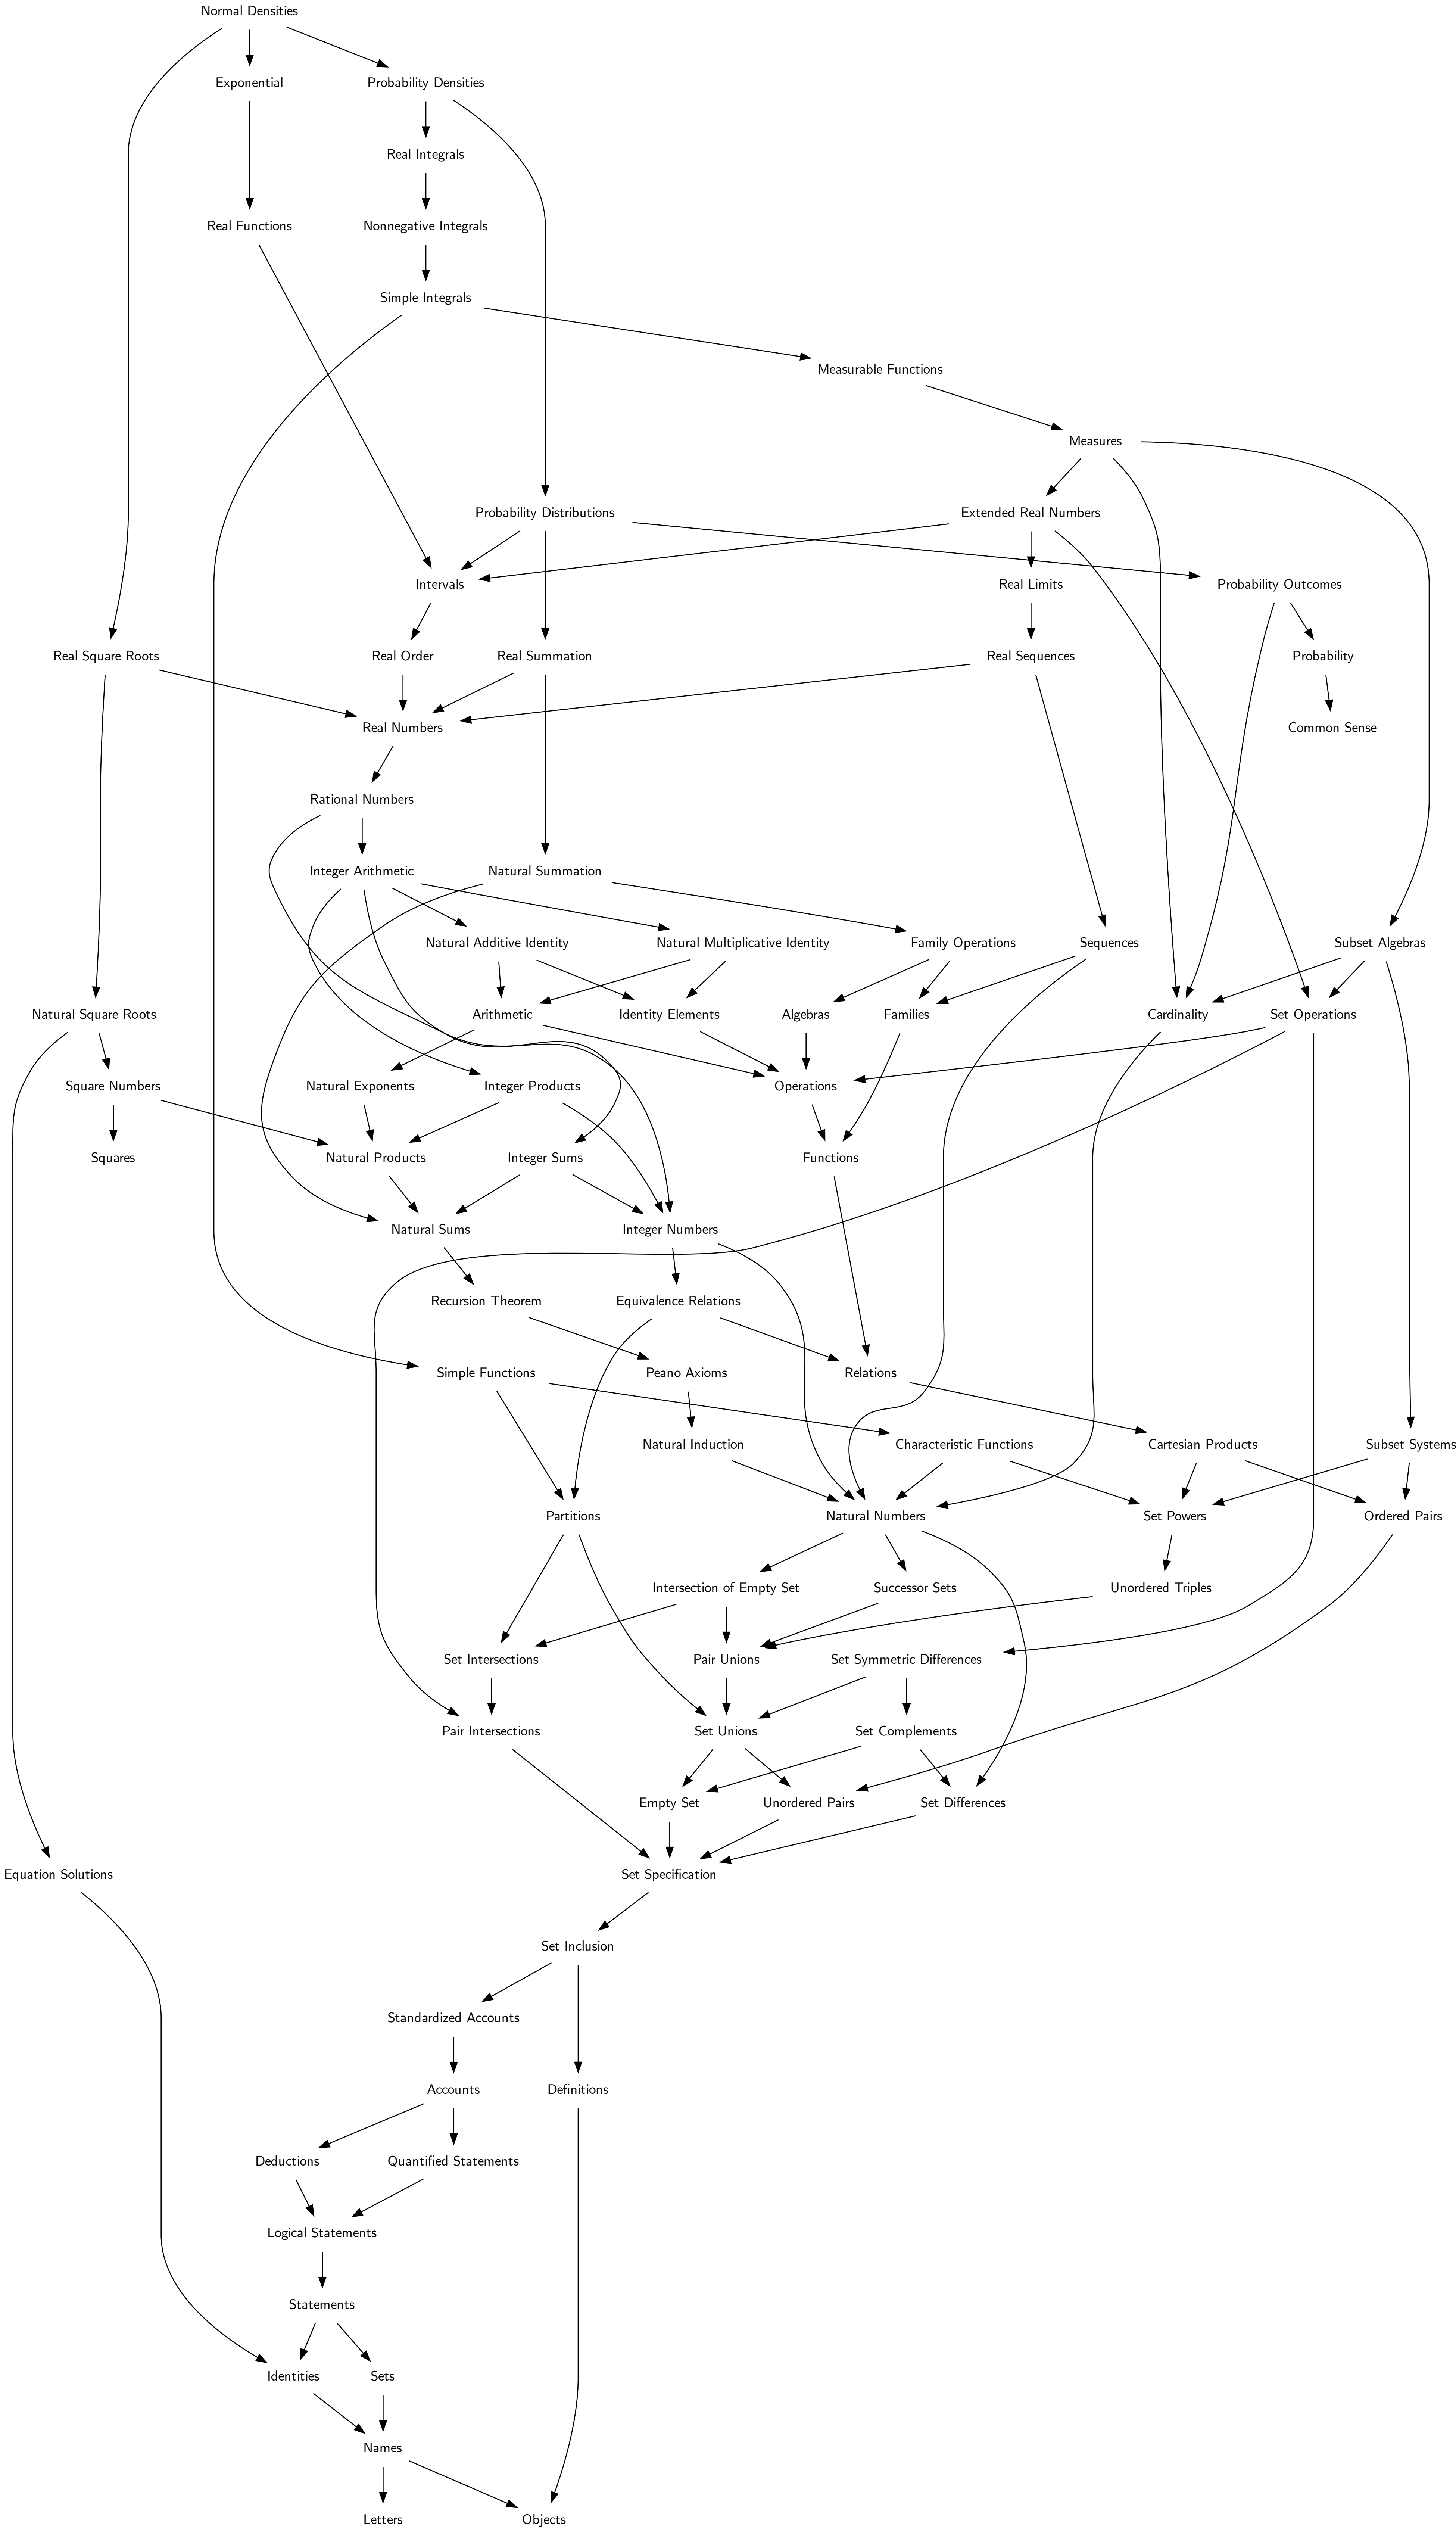 Normal Densities
Exponential
Probability Densities
Real Integrals
Real Functions
Nonnegative Integrals
Simple Integrals
Measurable Functions
Measures
Probability Distributions
Extended Real Numbers
Intervals
Real Limits
Probability Outcomes
Real Square Roots
Real Order
Real Summation
Real Sequences
Probability
Real Numbers
Common Sense
Rational Numbers
Integer Arithmetic
Natural Summation
Natural Additive Identity
Natural Multiplicative Identity
Family Operations
Sequences
Subset Algebras
Natural Square Roots
Arithmetic
Identity Elements
Algebras
Families
Cardinality
Set Operations
Square Numbers
Natural Exponents
Integer Products
Operations
Squares
Natural Products
Integer Sums
Functions
Natural Sums
Integer Numbers
Recursion Theorem
Equivalence Relations
Simple Functions
Peano Axioms
Relations
Natural Induction
Characteristic Functions
Cartesian Products
Subset Systems
Partitions
Natural Numbers
Set Powers
Ordered Pairs
Intersection of Empty Set
Successor Sets
Unordered Triples
Set Intersections
Pair Unions
Set Symmetric Differences
Pair Intersections
Set Unions
Set Complements
Empty Set
Unordered Pairs
Set Differences
Equation Solutions
Set Specification
Set Inclusion
Standardized Accounts
Accounts
Definitions
Deductions
Quantified Statements
Logical Statements
Statements
Identities
Sets
Names
Letters
Objects